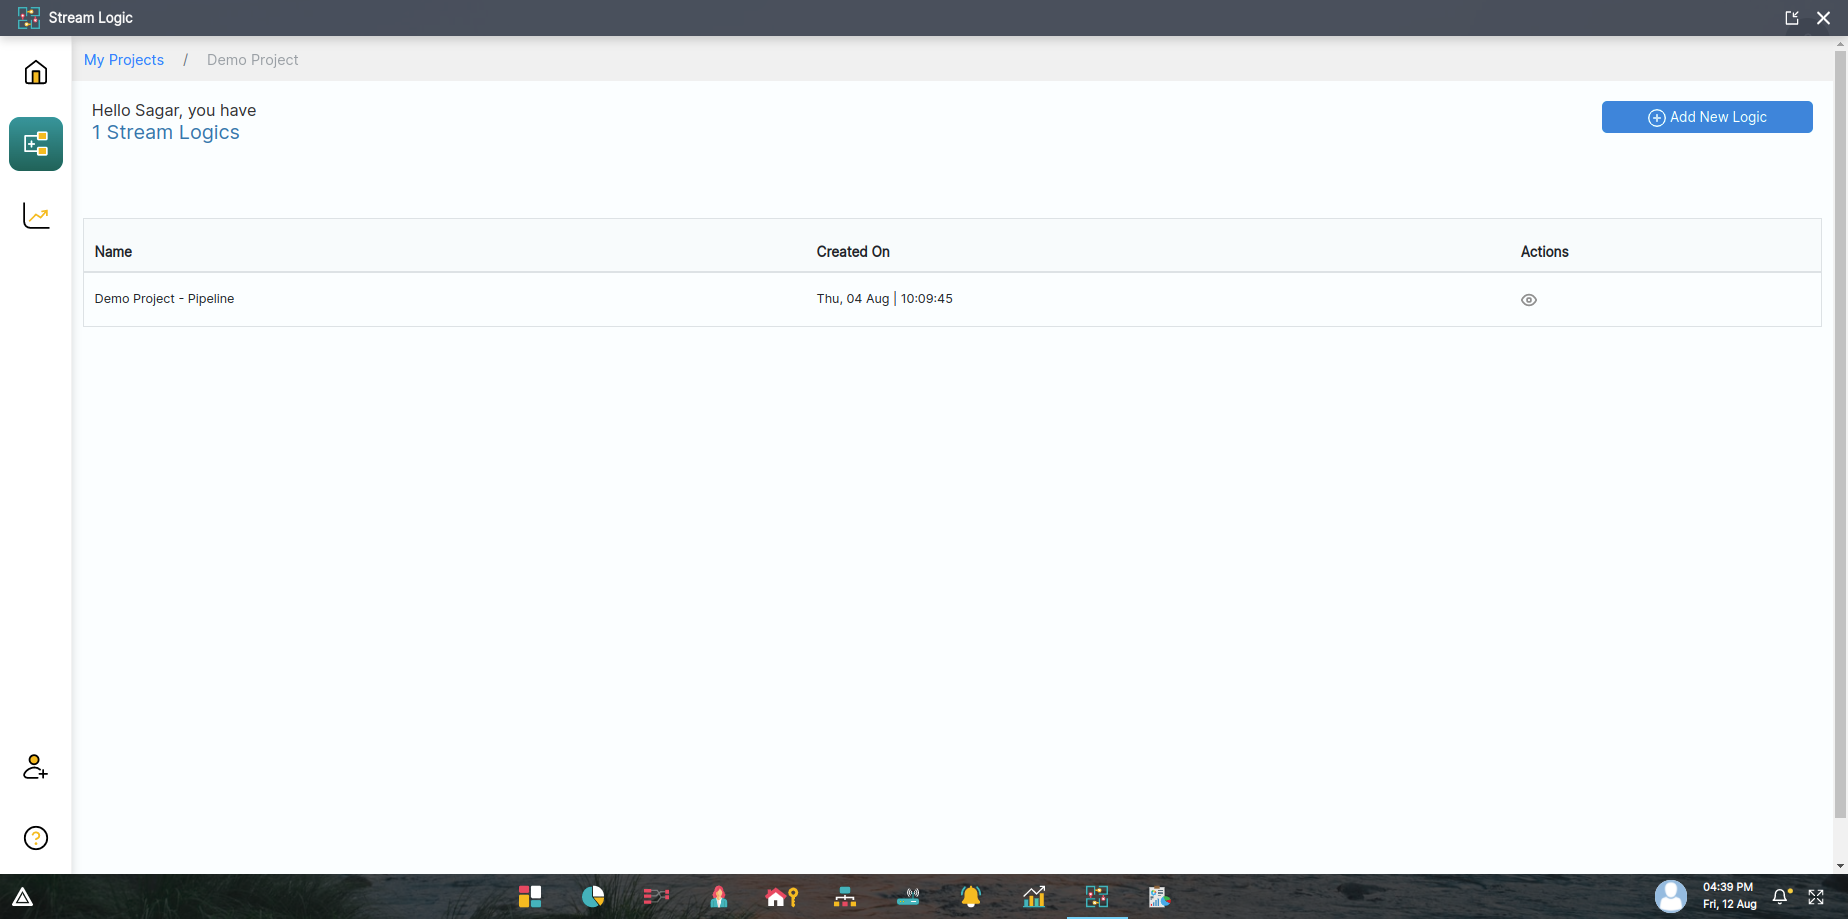 Stream Logic
My Projects / Demo Project
Hello Sagar, you have
1 Stream Logics
Add New Logic
Name Created On Actions
Demo Project - Pipeline Thu, 04 Aug | 10:09:45
04:39 PM
Fri, 12 Aug